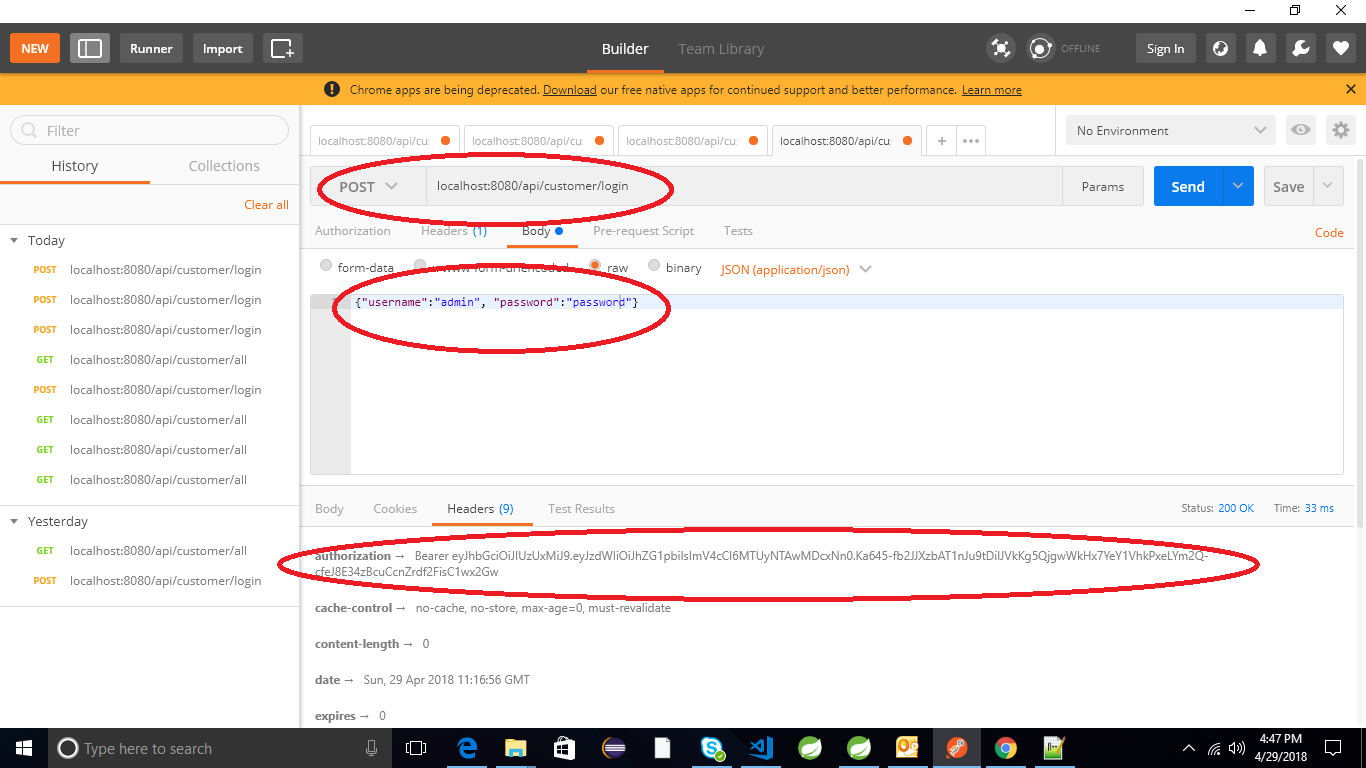 NEW Runner Import Builder Team Library OFFLINE Sign In
Chrome apps are being deprecated. Download our free native apps for continued support and better performance. Learn more
Filter
History Collections
Clear all
Today
POST localhost:8080/api/customer/login
POST localhost:8080/api/customer/login
POST localhost:8080/api/customer/login
GET localhost:8080/api/customer/all
POST localhost:8080/api/customer/login
GET localhost:8080/api/customer/all
GET localhost:8080/api/customer/all
GET localhost:8080/api/customer/all
Yesterday
GET localhost:8080/api/customer/all
POST localhost:8080/api/customer/login
localhost:8080/api/cu localhost:8080/api/cu localhost:8080/api/cu localhost:8080/api/cu + ••• No Environment
POST localhost:8080/api/customer/login Params Send Save
Authorization Headers (1) Body Pre-request Script Tests Code
form-data raw binary JSON (application/json)
{"username":"admin", "password":"password"}
Body Cookies Headers (9) Test Results Status: 200 OK Time: 33 ms
authorization →
cache-control → no-cache, no-store, max-age=0, must-revalidate
content-length → 0
date → Sun, 29 Apr 2018 11:16:56 GMT
expires → 0
Type here to search
4:47 PM
4/29/2018